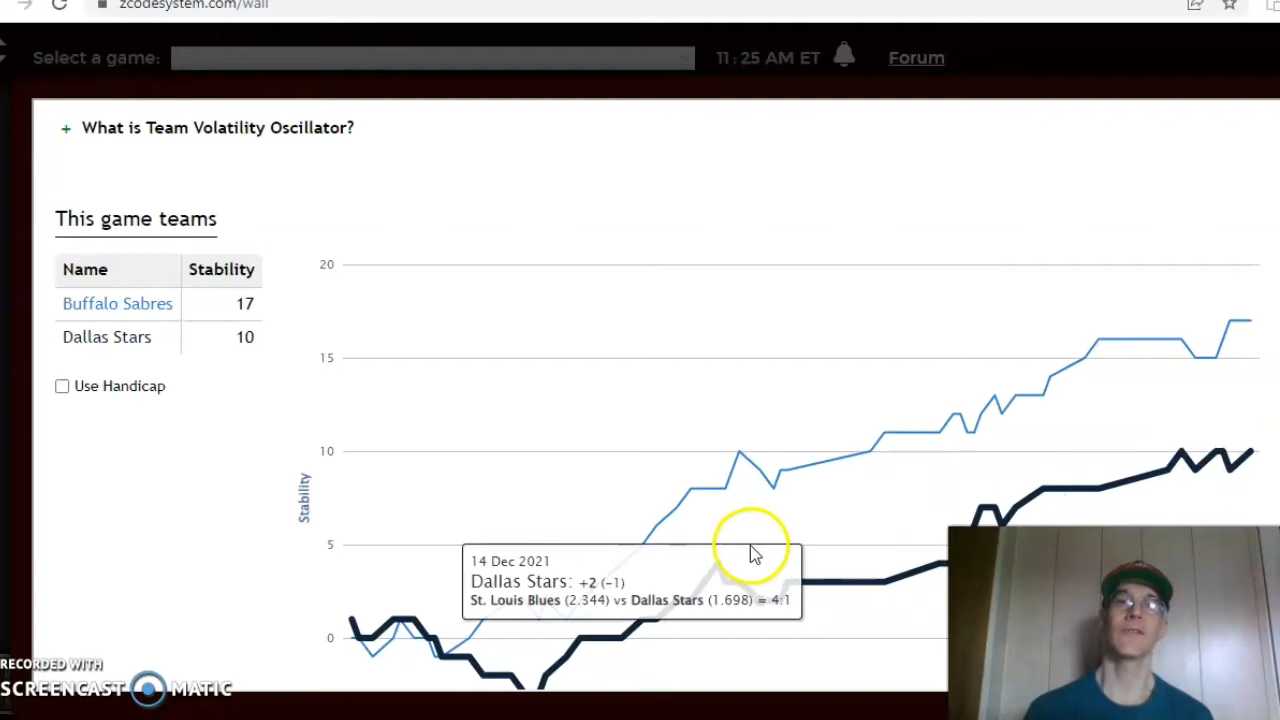 zcodesystem.com/wall
Select a game: 11:25 AM ET Forum
+ What is Team Volatility Oscillator?
This game teams
Name Stability
Buffalo Sabres 17
Dallas Stars 10
Use Handicap
20
15
10
5
0
Stability
14 Dec 2021
Dallas Stars: +2 (-1)
St. Louis Blues (2.344) vs Dallas Stars (1.698) = 4:1
RECORDED WITH
SCREENCAST MATIC